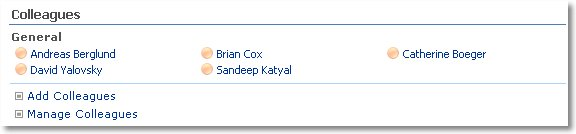 Colleagues
General
Andreas Berglund Brian Cox Catherine Boeger
David Yalovsky Sandeep Katyal
Add Colleagues
Manage Colleagues